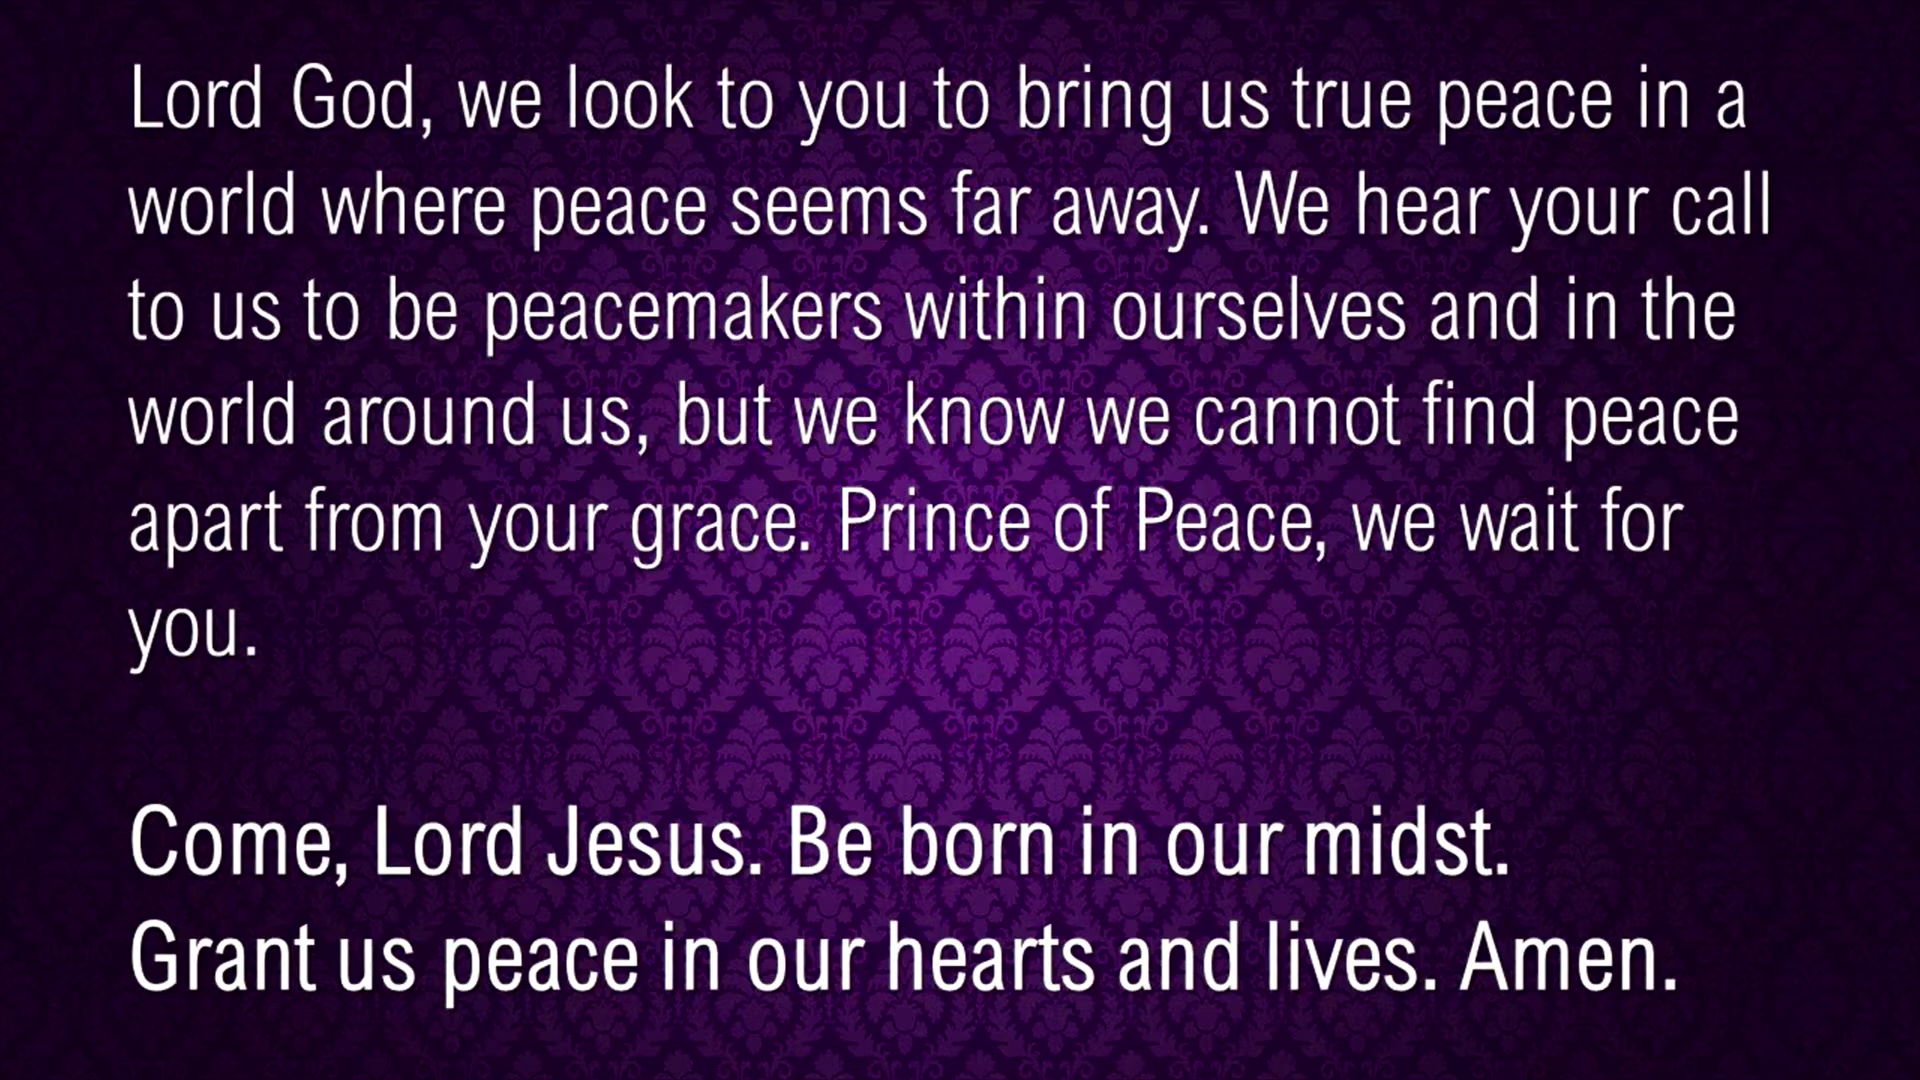 Lord God, we look to you to bring us true peace in a
world where peace seems far away. We hear your call
to us to be peacemakers within ourselves and in the
world around us, but we know we cannot find peace
apart from your grace. Prince of Peace, we wait for
you.
Come, Lord Jesus. Be born in our midst.
Grant us peace in our hearts and lives. Amen.